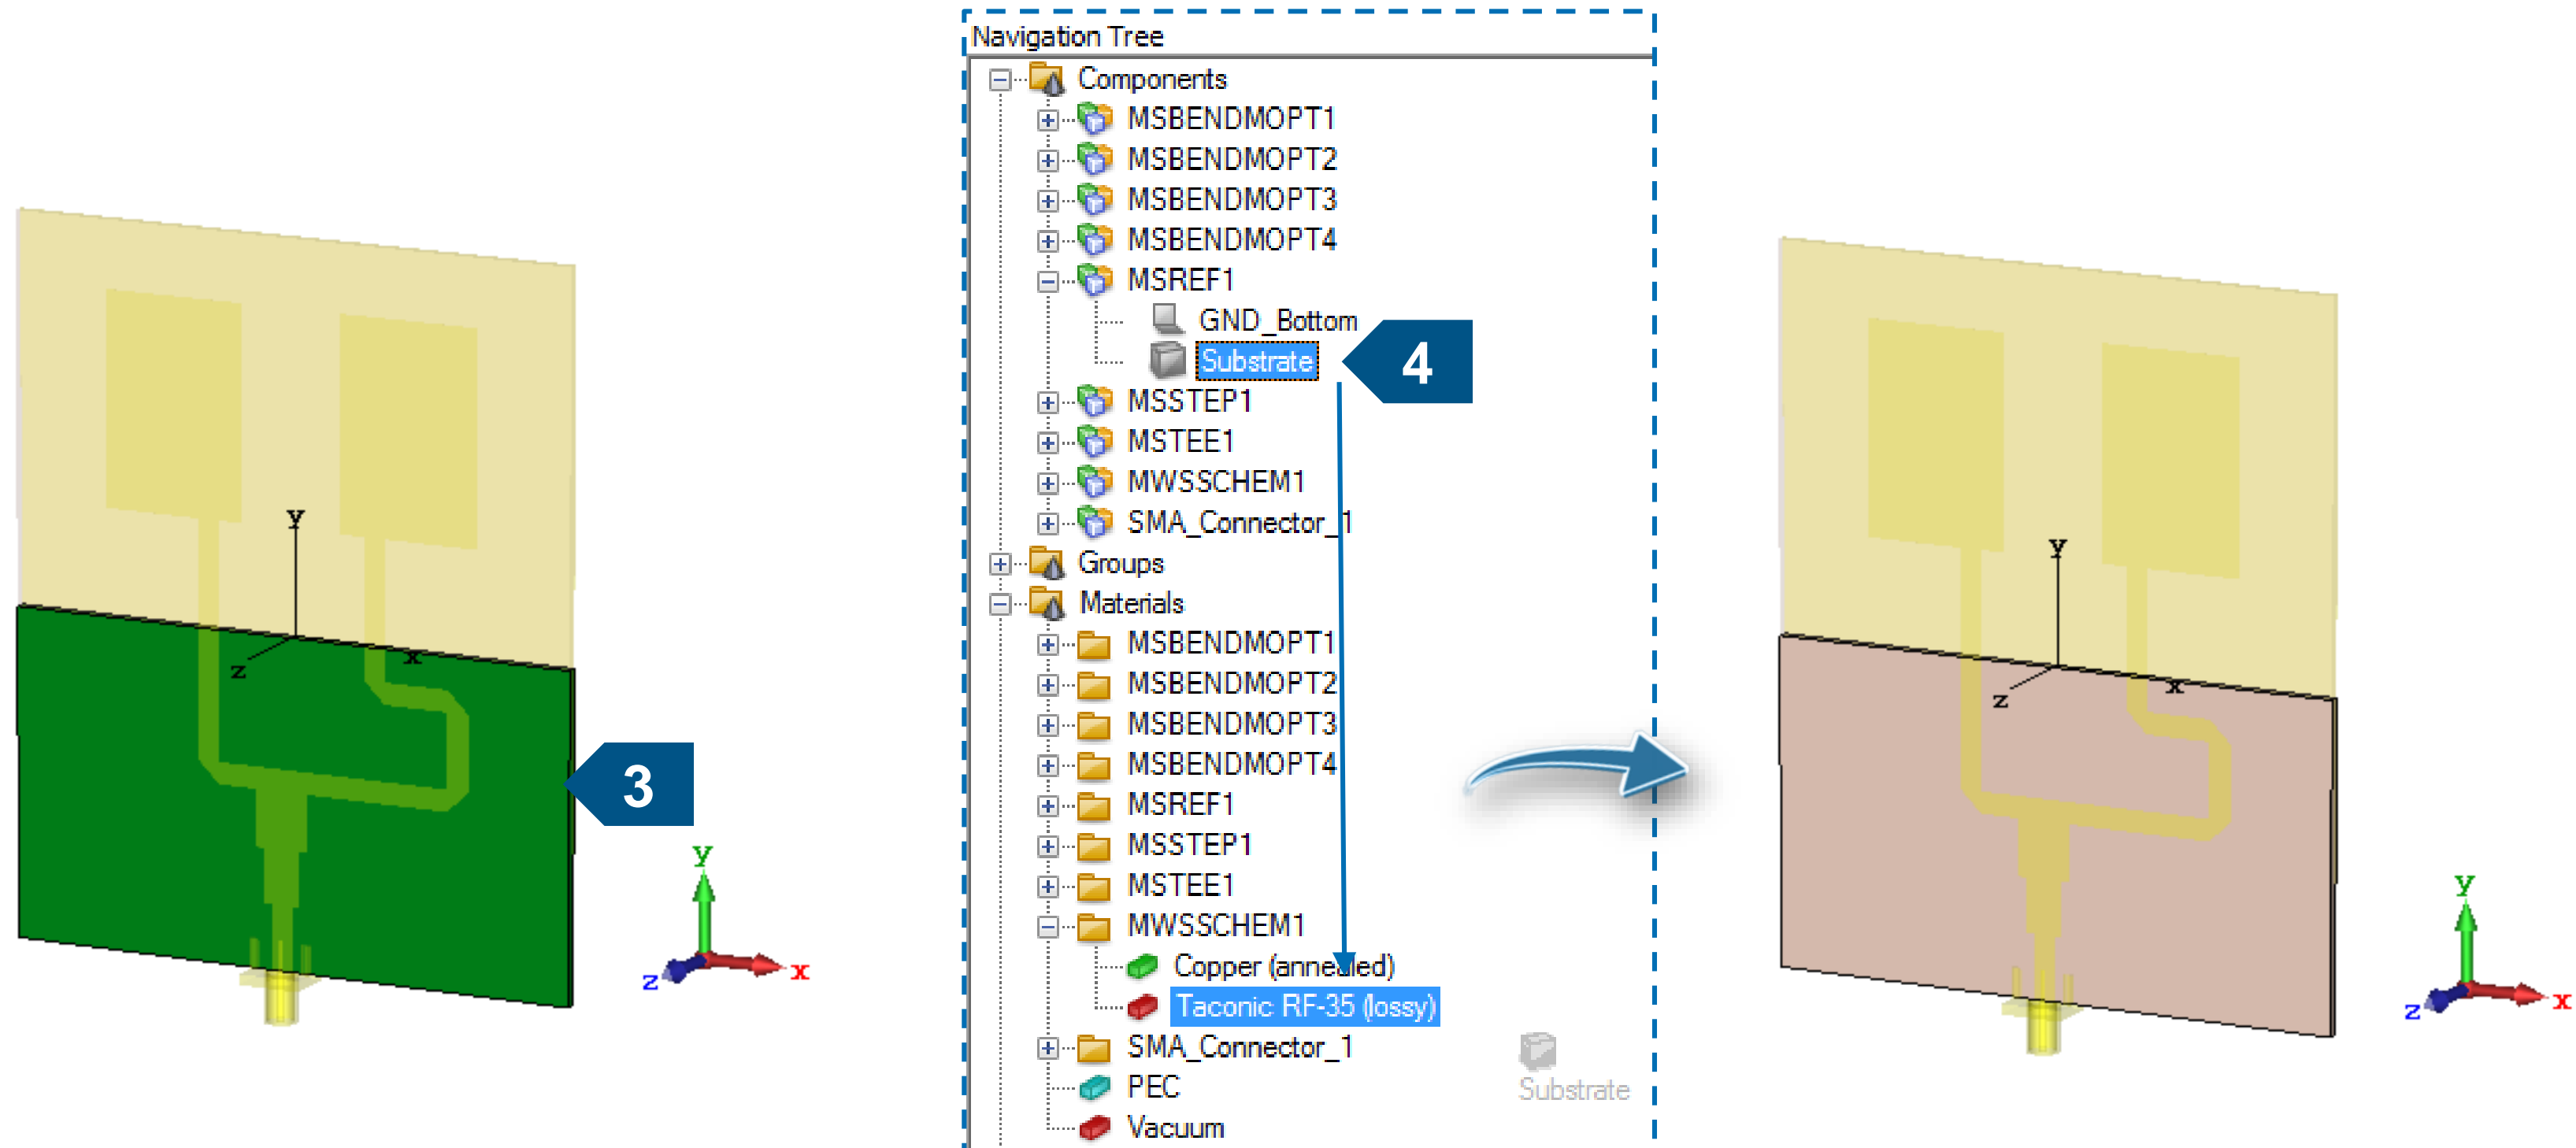 y
x
z
3
y
z
x
Navigation Tree
Components
MSBENDMOPT1
MSBENDMOPT2
MSBENDMOPT3
MSBENDMOPT4
MSREF1
GND_Bottom
Substrate
4
MSSTEP1
MSTEE1
MWSSCHEM1
SMA_Connector_1
Groups
Materials
MSBENDMOPT1
MSBENDMOPT2
MSBENDMOPT3
MSBENDMOPT4
MSREF1
MSSTEP1
MSTEE1
MWSSCHEM1
Copper (annealed)
Taconic RF-35 (lossy)
SMA_Connector_1
PEC
Vacuum
Substrate
y
x
z
y
z
x